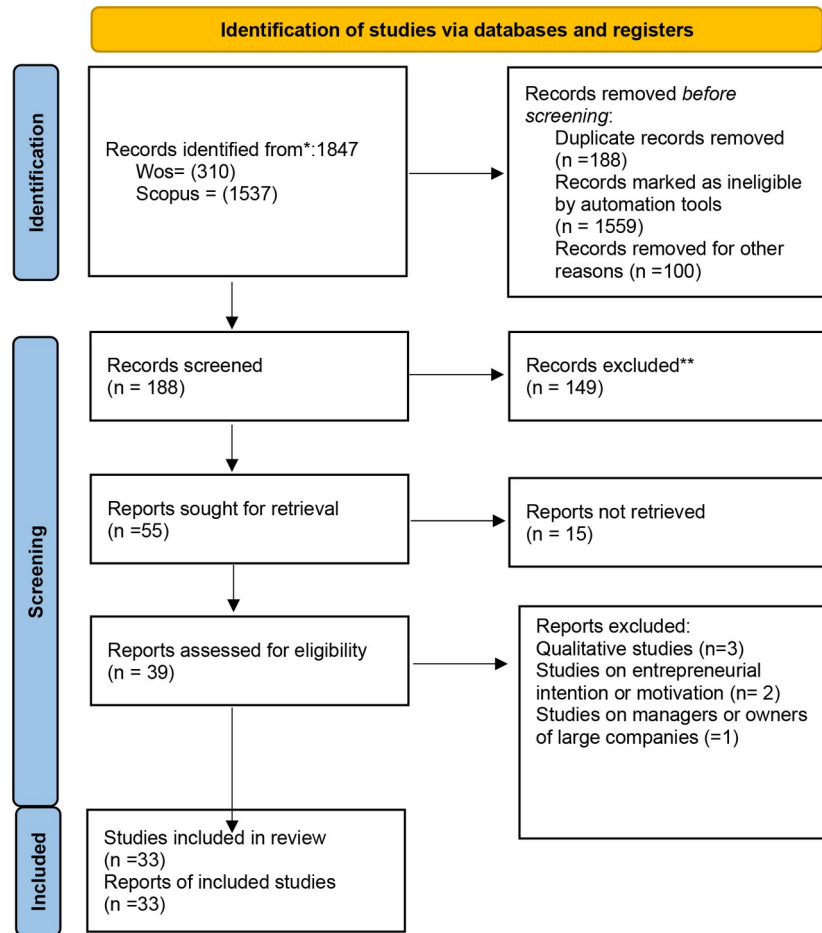 Identification of studies via databases and registers
Identification
Records identified from*:1847
Wos= (310)
Scopus = (1537)
Records removed before
screening:
Duplicate records removed
(n =188)
Records marked as ineligible
by automation tools
(n = 1559)
Records removed for other
reasons (n =100)
Screening
Records screened
(n = 188)
Records excluded**
(n = 149)
Reports sought for retrieval
(n =55)
Reports not retrieved
(n = 15)
Reports assessed for eligibility
(n = 39)
Reports excluded:
Qualitative studies (n=3)
Studies on entrepreneurial
intention or motivation (n= 2)
Studies on managers or owners
of large companies (=1)
Included
Studies included in review
(n =33)
Reports of included studies
(n =33)